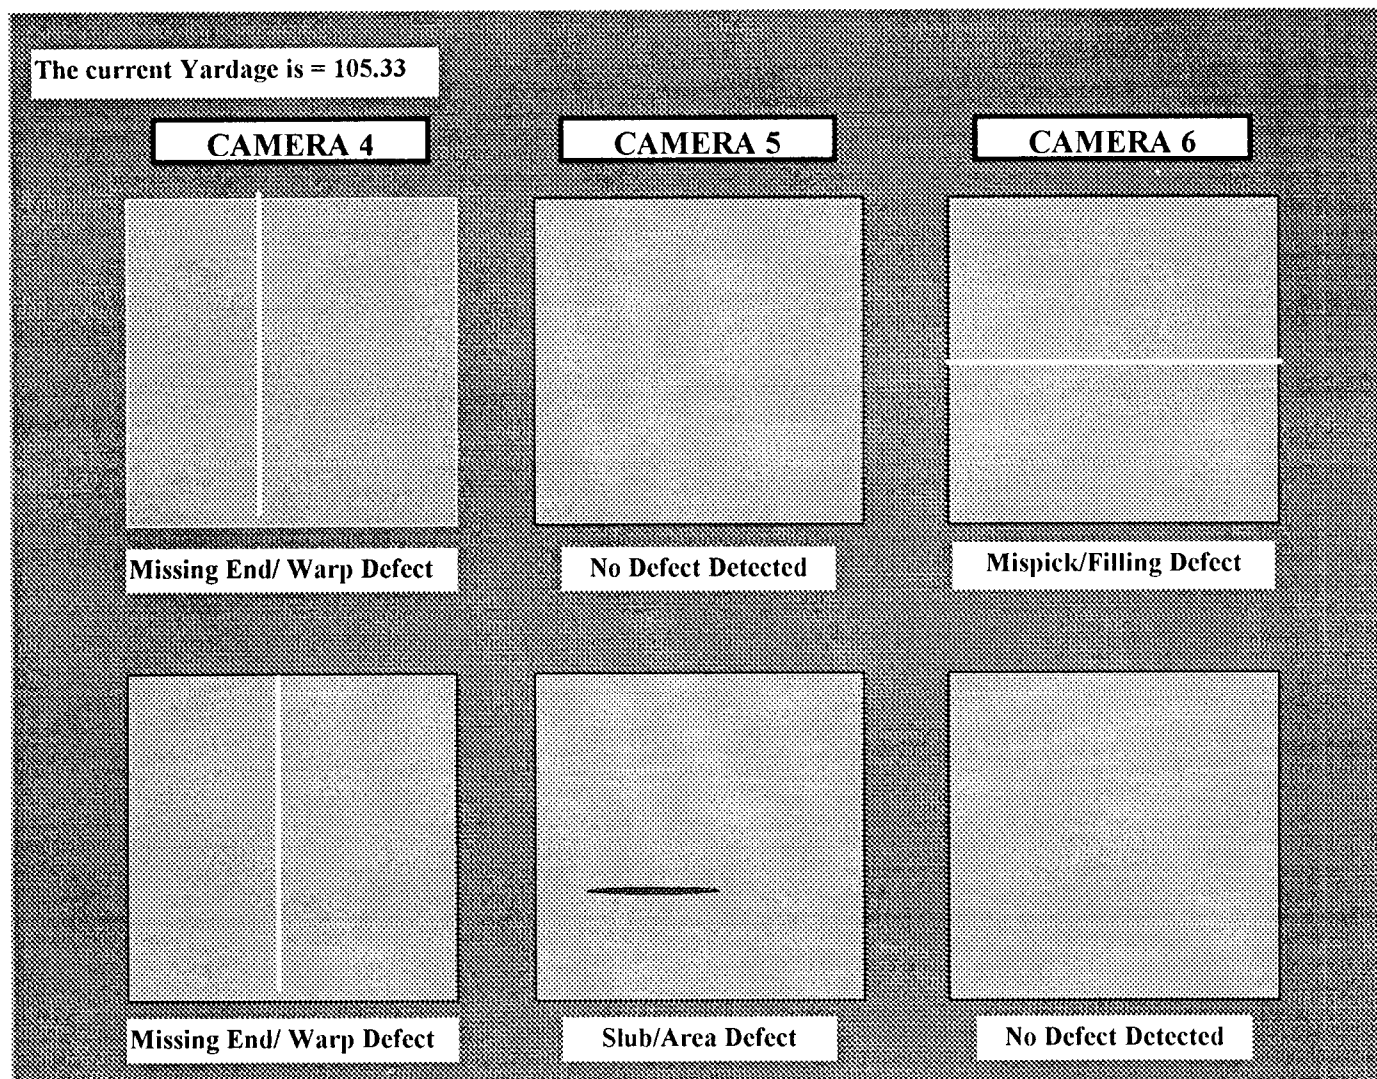 The current Yardage is = 105.33
CAMERA 4
CAMERA 5
CAMERA 6
Missing End/ Warp Defect
No Defect Detected
Mispick/Filling Defect
Missing End/ Warp Defect
Slub/Area Defect
No Defect Detected